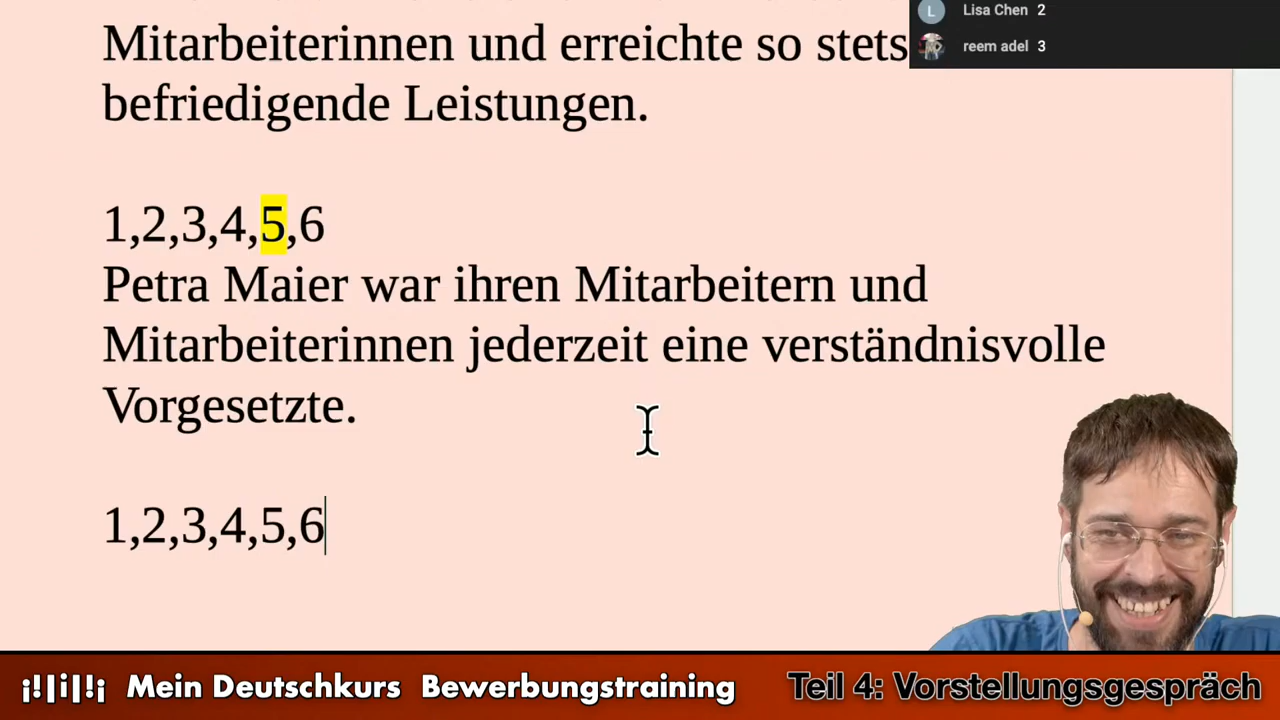 Lisa Chen 2
reem adel 3
Mitarbeiterinnen und erreichte so stets
befriedigende Leistungen.
1,2,3,4,5,6
Petra Maier war ihren Mitarbeitern und
Mitarbeiterinnen jederzeit eine verständnisvolle
Vorgesetzte.
1,2,3,4,5,6
Mein Deutschkurs Bewerbungstraining
Teil 4: Vorstellungsgespräch